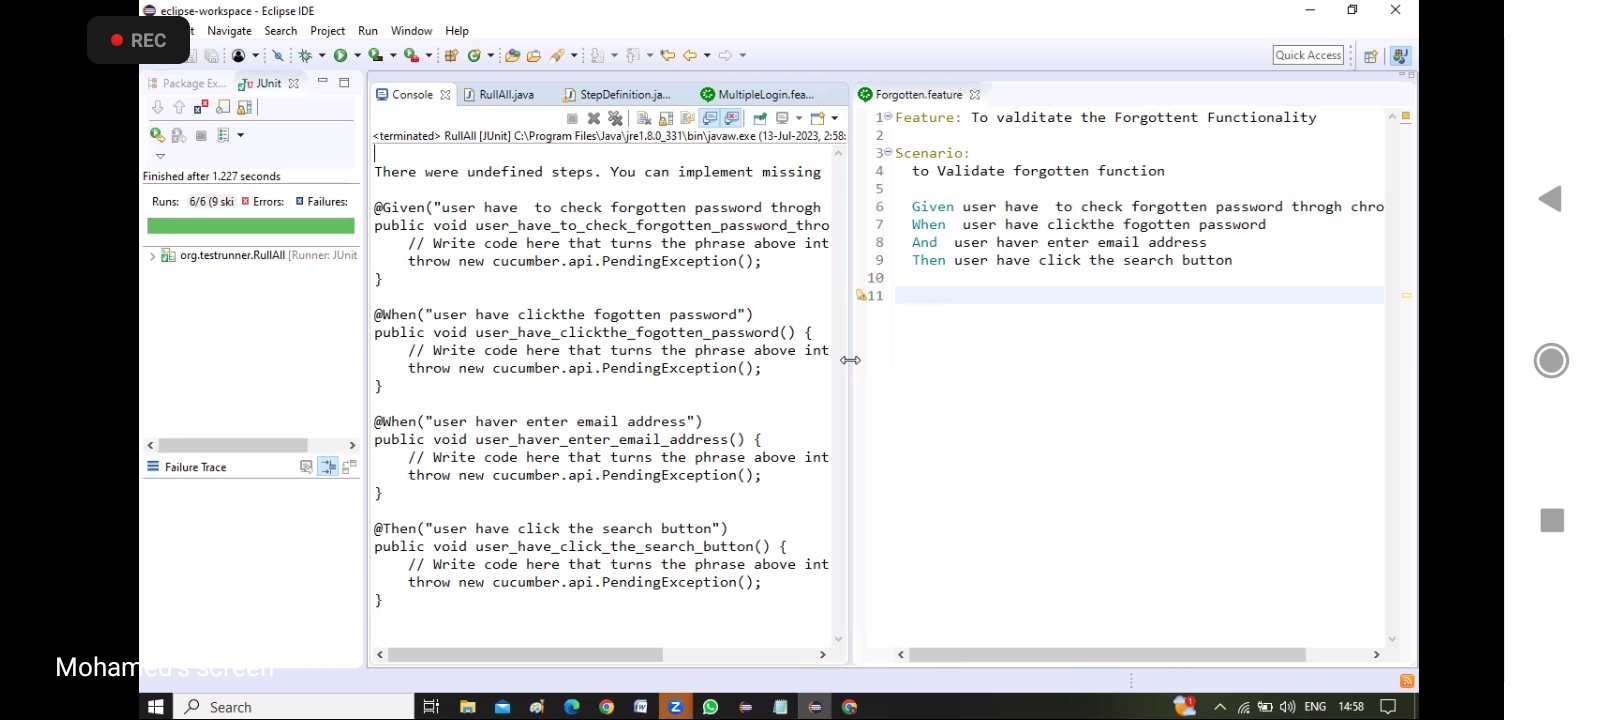 eclipse-workspace - Eclipse IDE
REC
Navigate Search Project Run Window Help
Quick Access
Package Ex... JUnit
Console RullAll.java StepDefinition.ja... MultipleLogin.fea... Forgotten.feature
<terminated> RullAll [JUnit] C:\Program Files\Java\jre1.8.0_331\bin\javaw.exe (13-Jul-2023, 2:58:
Finished after 1.227 seconds
Runs: 6/6 (9 ski Errors: Failures:
org.testrunner.RullAll [Runner: JUnit
Failure Trace
There were undefined steps. You can implement missing
@Given("user have  to check forgotten password throgh
public void user_have_to_check_forgotten_password_thro
// Write code here that turns the phrase above int
throw new cucumber.api.PendingException();
}
@When("user have clickthe fogotten password")
public void user_have_clickthe_fogotten_password() {
// Write code here that turns the phrase above int
throw new cucumber.api.PendingException();
}
@When("user haver enter email address")
public void user_haver_enter_email_address() {
// Write code here that turns the phrase above int
throw new cucumber.api.PendingException();
}
@Then("user have click the search button")
public void user_have_click_the_search_button() {
// Write code here that turns the phrase above int
throw new cucumber.api.PendingException();
}
1 Feature: To valditate the Forgottent Functionality
2
3 Scenario:
4 to Validate forgotten function
5
6 Given user have  to check forgotten password throgh chro
7 When  user have clickthe fogotten password
8 And  user haver enter email address
9 Then user have click the search button
10
11
Mohamed's screen
Search
ENG 14:58